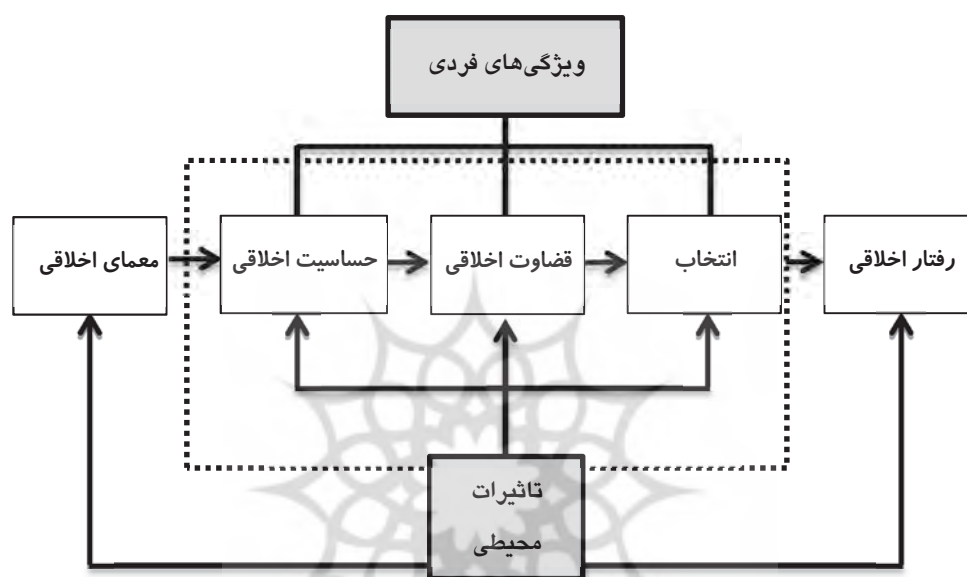 ویژگی‌های فردی
معمای اخلاقی
حساسیت اخلاقی
قضاوت اخلاقی
انتخاب
رفتار اخلاقی
تاثیرات
محیطی